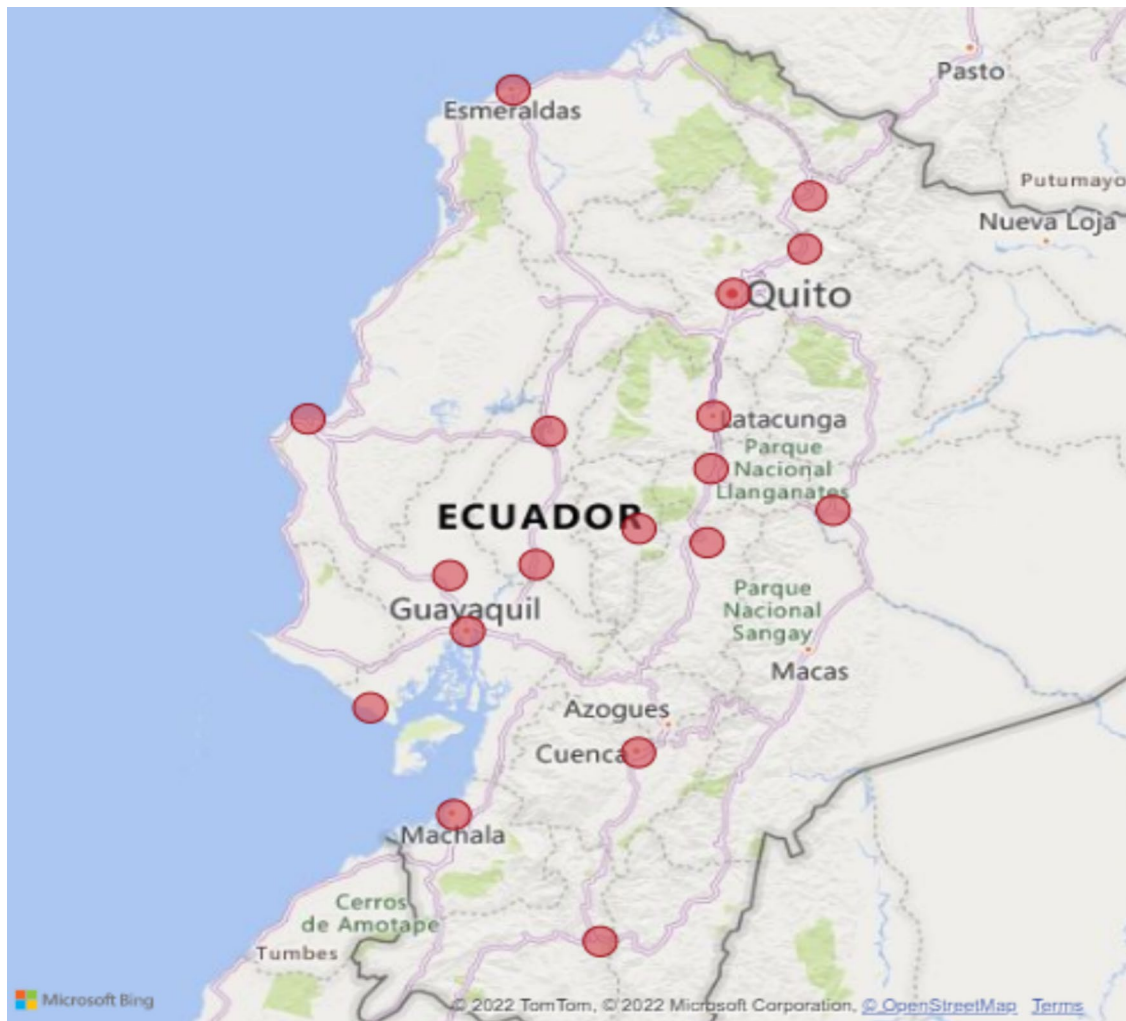 Pasto
Esmeraldas
Putumayo
Nueva Loja
Quito
Latacunga
Parque
Nacional
Llanganates
ECUADOR
Parque
Nacional
Sangay
Guayaquil
Macas
Azogues
Cuenca
Machala
Cerros
de Amotape
Tumbes
Microsoft Bing
© 2022 TomTom, © 2022 Microsoft Corporation, © OpenStreetMap Terms